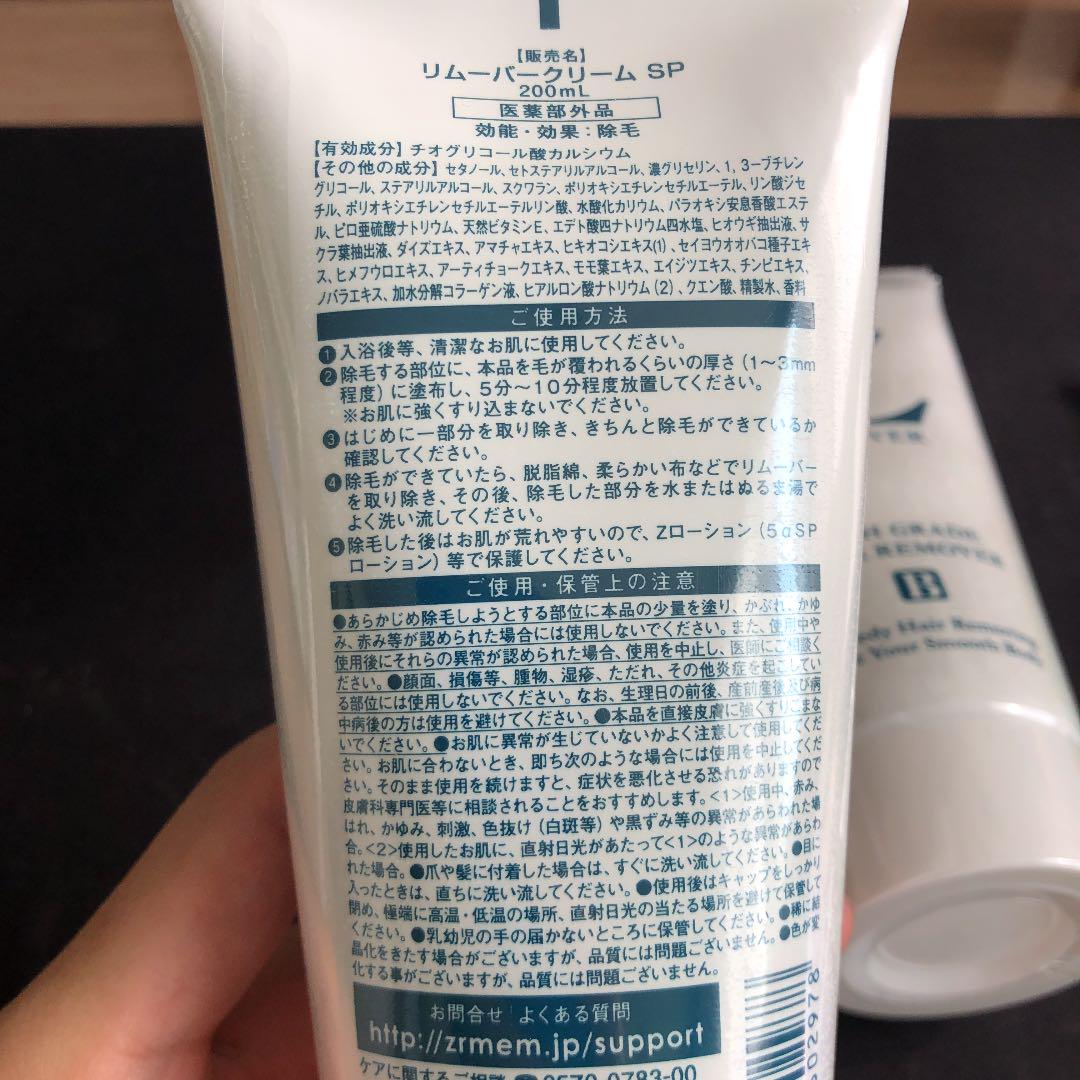 【販売名】
リムーバークリーム SP
200mL
医薬部外品
効能・効果：除毛
【有効成分】チオグリコール酸カルシウム
【その他の成分】セタノール、セトステアリルアルコール、濃グリセリン、1, 3ーブチレン
グリコール、ステアリルアルコール、スクワラン、ポリオキシエチレンセチルエーテル、リン酸ジセ
チル、ポリオキシエチレンセチルエーテルリン酸、水酸化カリウム、パラオキシ安息香酸エステ
ル、ピロ亜硫酸ナトリウム、天然ビタミンE、エデト酸四ナトリウム四水塩、ヒオウギ抽出液、サ
クラ葉抽出液、ダイズエキス、アマチャエキス、ヒキオコシエキス(1)、セイヨウオオバコ種子エキ
ス、ヒメフウロエキス、アーティチョークエキス、モモ葉エキス、エイジツエキス、チンピエキス、
ノバラエキス、加水分解コラーゲン液、ヒアルロン酸ナトリウム（2）、クエン酸、精製水、香料
ご使用方法
❶入浴後等、清潔なお肌に使用してください。
❷除毛する部位に、本品を毛が覆われるくらいの厚さ（1～3mm
程度）に塗布し、5分～10分程度放置してください。
※お肌に強くすり込まないでください。
❸はじめに一部分を取り除き、きちんと除毛ができているか
確認してください。
❹除毛ができていたら、脱脂綿、柔らかい布などでリムーバー
を取り除き、その後、除毛した部分を水またはぬるま湯で
よく洗い流してください。
❺除毛した後はお肌が荒れやすいので、Zローション（5αSP
ローション）等で保護してください。
ご使用・保管上の注意
●あらかじめ除毛しようとする部位に本品の少量を塗り、かぶれ、かゆ
み、赤み等が認められた場合には使用しないでください。また、使用中や
使用後にそれらの異常が認められた場合、使用を中止し、医師にご相談く
ださい。●顔面、損傷等、腫物、湿疹、ただれ、その他炎症を起こしてい
る部位には使用しないでください。なお、生理日の前後、産前産後及び病
中病後の方は使用を避けてください。●本品を直接皮膚に強くすりこまな
いでください。●お肌に異常が生じていないかよく注意して使用してくだ
さい。お肌に合わないとき、即ち次のような場合には使用を中止してくだ
さい。そのまま使用を続けますと、症状を悪化させる恐れがありますので
皮膚科専門医等に相談されることをおすすめします。<1>使用中、赤み、
はれ、かゆみ、刺激、色抜け（白斑等）や黒ずみ等の異常があらわれた場
合。<2>使用したお肌に、直射日光があたって<1>のような異常があらわ
れた場合。●爪や髪に付着した場合は、すぐに洗い流してください。●目に
入ったときは、直ちに洗い流してください。●使用後はキャップをしっかり
閉め、極端に高温・低温の場所、直射日光の当たる場所を避けて保管して
ください。●乳幼児の手の届かないところに保管してください。●稀に結
晶化をきたす場合がございますが、品質には問題ございません。●色が変
化する事がございますが、品質には問題ございません。
お問合せ よくある質問
http://zrmem.jp/support
ケアに関するご相談 0570-0783-00
02978
GRADE
REMOVER
Body Hair
Your Smooth Body